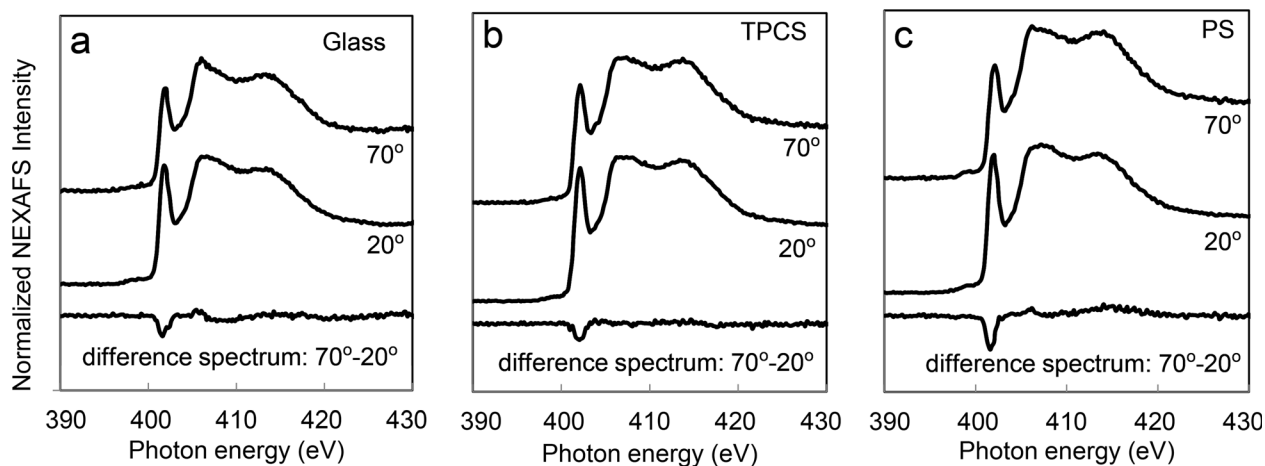 Normalized NEXAFS Intensity
a
Glass
70°
20°
difference spectrum: 70°-20°
390 400 410 420 430
Photon energy (eV)
b
TPCS
70°
20°
difference spectrum: 70°-20°
390 400 410 420 430
Photon energy (eV)
c
PS
70°
20°
difference spectrum: 70°-20°
390 400 410 420 430
Photon energy (eV)